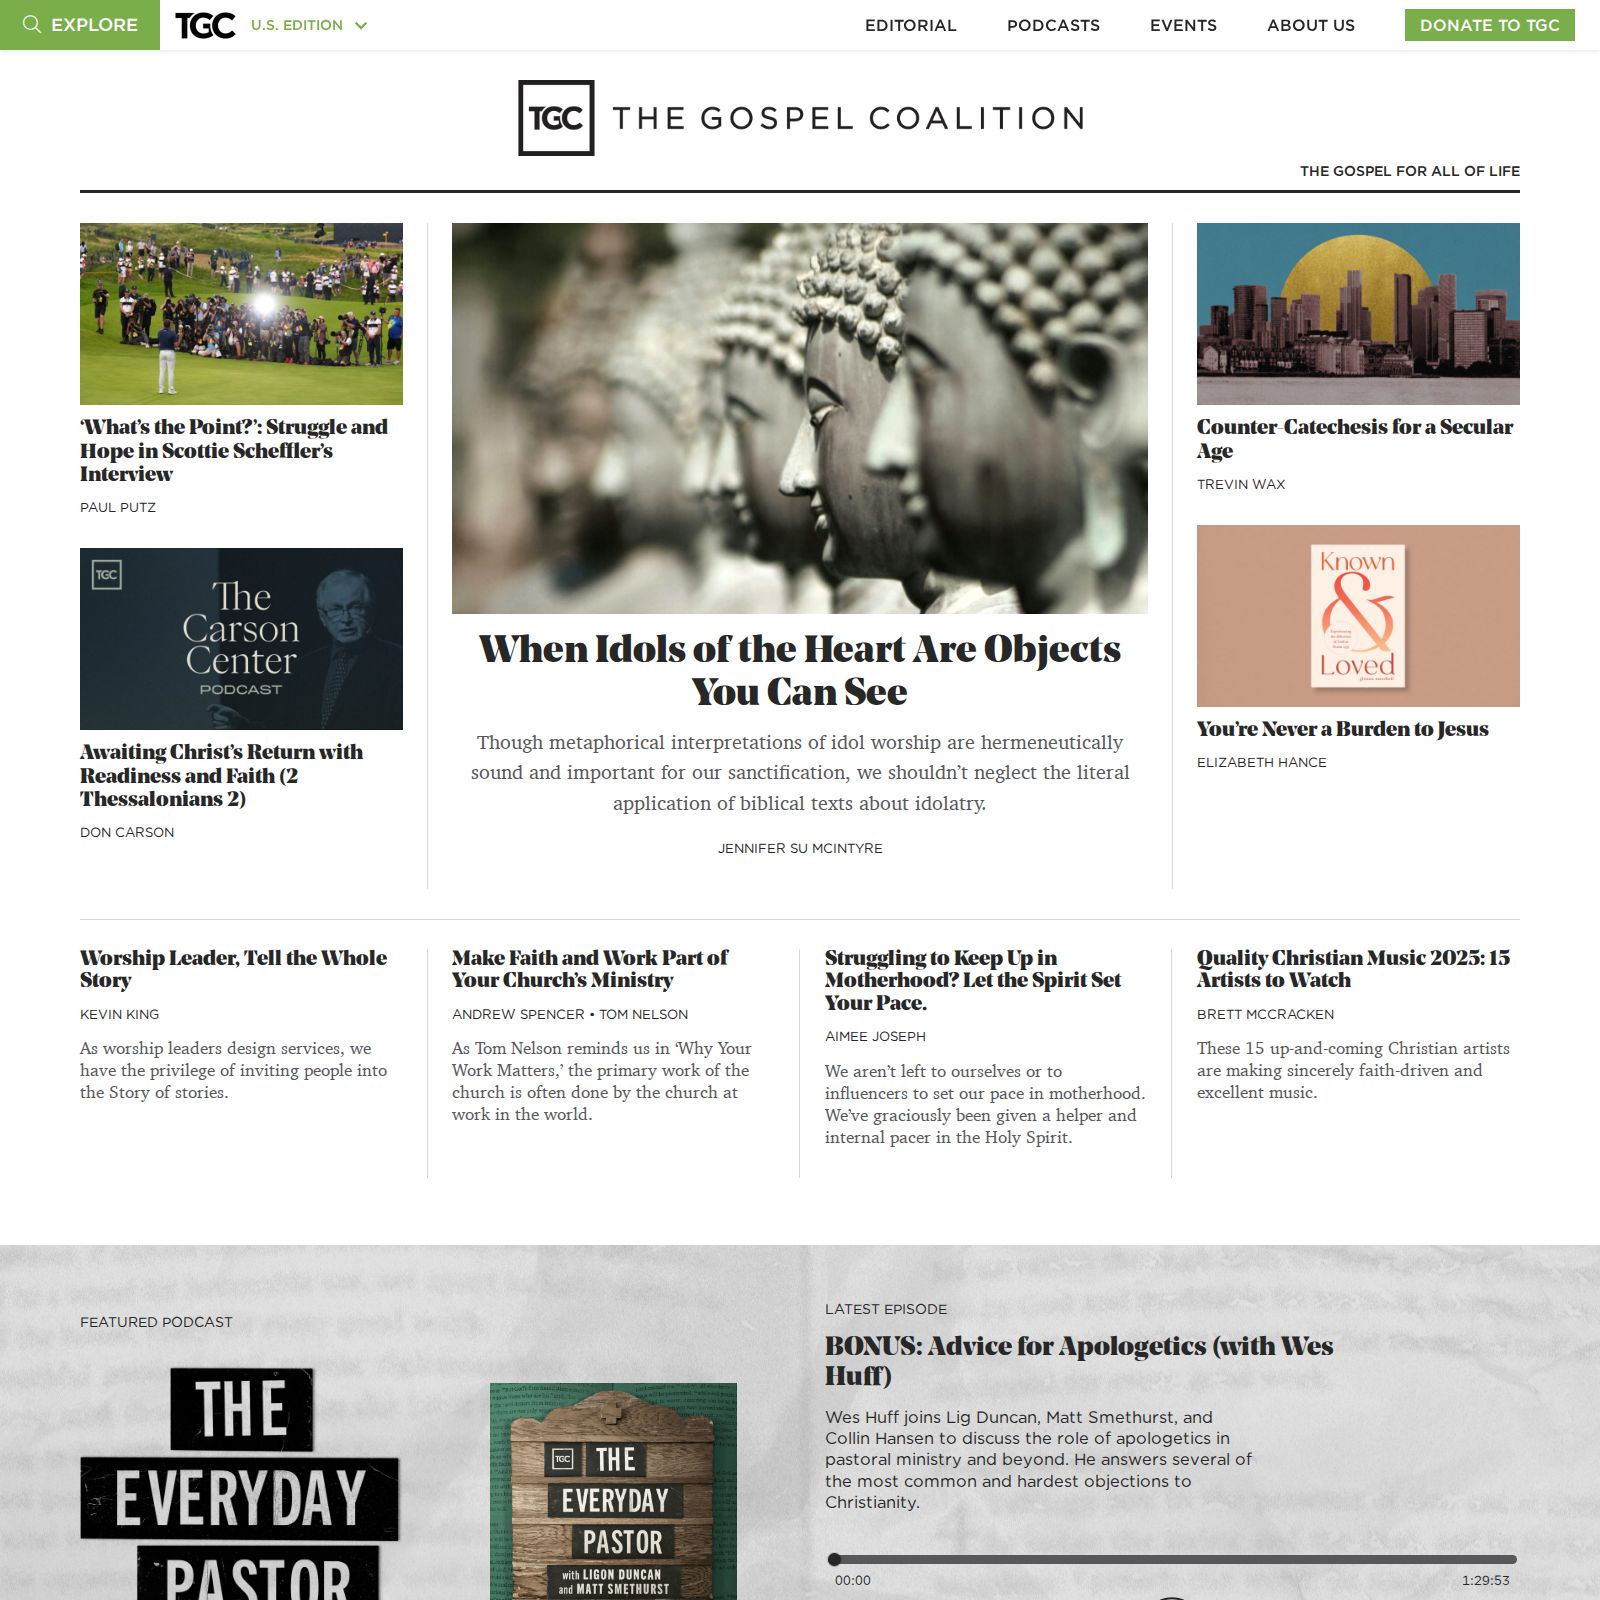 EXPLORE
TGC
U.S. EDITION
EDITORIAL
PODCASTS
EVENTS
ABOUT US
DONATE TO TGC
TGC THE GOSPEL COALITION
THE GOSPEL FOR ALL OF LIFE
‘What’s the Point?’: Struggle and
Hope in Scottie Scheffler’s
Interview
PAUL PUTZ
TGC
The
Carson
Center
PODCAST
Awaiting Christ’s Return with
Readiness and Faith (2
Thessalonians 2)
DON CARSON
When Idols of the Heart Are Objects
You Can See
Though metaphorical interpretations of idol worship are hermeneutically
sound and important for our sanctification, we shouldn’t neglect the literal
application of biblical texts about idolatry.
JENNIFER SU MCINTYRE
Counter-Catechesis for a Secular
Age
TREVIN WAX
Known
&
Loved
You’re Never a Burden to Jesus
ELIZABETH HANCE
Worship Leader, Tell the Whole
Story
KEVIN KING
As worship leaders design services, we
have the privilege of inviting people into
the Story of stories.
Make Faith and Work Part of
Your Church’s Ministry
ANDREW SPENCER • TOM NELSON
As Tom Nelson reminds us in ‘Why Your
Work Matters,’ the primary work of the
church is often done by the church at
work in the world.
Struggling to Keep Up in
Motherhood? Let the Spirit Set
Your Pace.
AIMEE JOSEPH
We aren’t left to ourselves or to
influencers to set our pace in motherhood.
We’ve graciously been given a helper and
internal pacer in the Holy Spirit.
Quality Christian Music 2025: 15
Artists to Watch
BRETT MCCRACKEN
These 15 up-and-coming Christian artists
are making sincerely faith-driven and
excellent music.
FEATURED PODCAST
THE
EVERYDAY
PASTOR
TGC THE
EVERYDAY
PASTOR
with LIGON DUNCAN
and MATT SMETHURST
LATEST EPISODE
BONUS: Advice for Apologetics (with Wes
Huff)
Wes Huff joins Lig Duncan, Matt Smethurst, and
Collin Hansen to discuss the role of apologetics in
pastoral ministry and beyond. He answers several of
the most common and hardest objections to
Christianity.
00:00
1:29:53